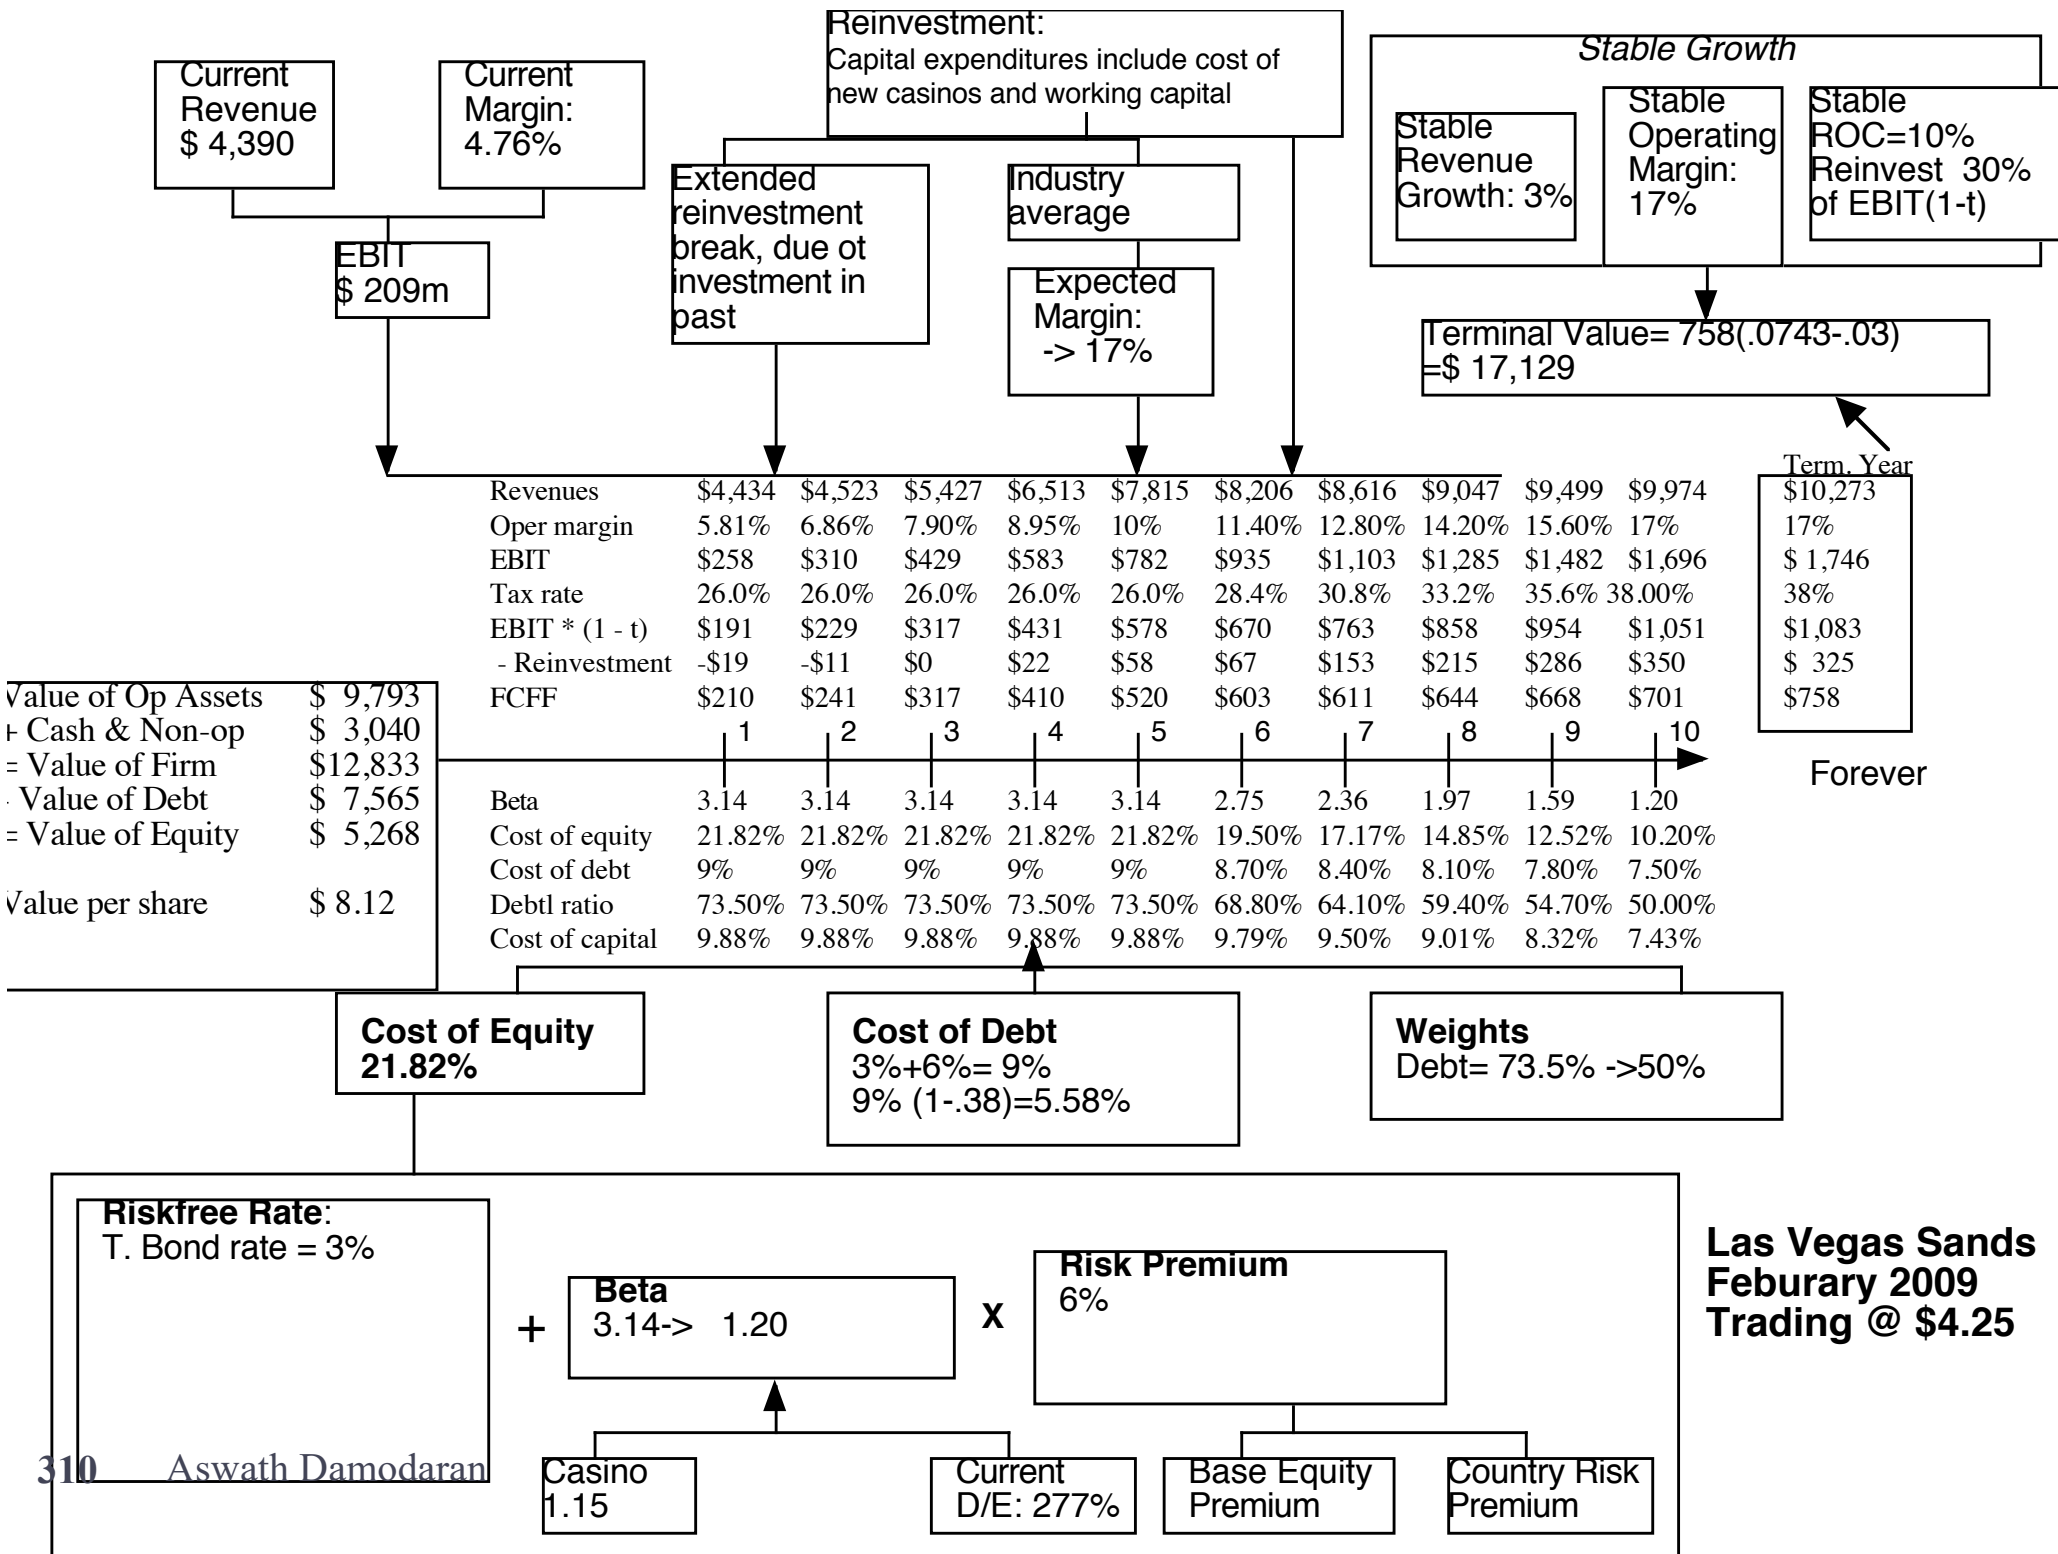 Reinvestment:
Capital expenditures include cost of
new casinos and working capital
Stable Growth
Current
Revenue
$ 4,390
Current
Margin:
4.76%
Stable
Revenue
Growth: 3%
Stable
Operating
Margin:
17%
Stable
ROC=10%
Reinvest 30%
of EBIT(1-t)
Extended
reinvestment
break, due ot
investment in
past
Industry
average
EBIT
$ 209m
Expected
Margin:
-> 17%
Terminal Value= 758(.0743-.03)
=$ 17,129
Term. Year
Revenues $4,434 $4,523 $5,427 $6,513 $7,815 $8,206 $8,616 $9,047 $9,499 $9,974 $10,273
Oper margin 5.81% 6.86% 7.90% 8.95% 10% 11.40% 12.80% 14.20% 15.60% 17% 17%
EBIT $258 $310 $429 $583 $782 $935 $1,103 $1,285 $1,482 $1,696 $ 1,746
Tax rate 26.0% 26.0% 26.0% 26.0% 26.0% 28.4% 30.8% 33.2% 35.6% 38.00% 38%
EBIT * (1 - t) $191 $229 $317 $431 $578 $670 $763 $858 $954 $1,051 $1,083
- Reinvestment -$19 -$11 $0 $22 $58 $67 $153 $215 $286 $350 $ 325
FCFF $210 $241 $317 $410 $520 $603 $611 $644 $668 $701 $758
1 2 3 4 5 6 7 8 9 10
Forever
Value of Op Assets $ 9,793
+ Cash & Non-op $ 3,040
= Value of Firm $12,833
- Value of Debt $ 7,565
= Value of Equity $ 5,268
Value per share $ 8.12
Beta 3.14 3.14 3.14 3.14 3.14 2.75 2.36 1.97 1.59 1.20
Cost of equity 21.82% 21.82% 21.82% 21.82% 21.82% 19.50% 17.17% 14.85% 12.52% 10.20%
Cost of debt 9% 9% 9% 9% 9% 8.70% 8.40% 8.10% 7.80% 7.50%
Debtl ratio 73.50% 73.50% 73.50% 73.50% 73.50% 68.80% 64.10% 59.40% 54.70% 50.00%
Cost of capital 9.88% 9.88% 9.88% 9.88% 9.88% 9.79% 9.50% 9.01% 8.32% 7.43%
Cost of Equity
21.82%
Cost of Debt
3%+6%= 9%
9% (1-.38)=5.58%
Weights
Debt= 73.5% ->50%
Riskfree Rate:
T. Bond rate = 3%
+
Beta
3.14-> 1.20
X
Risk Premium
6%
Las Vegas Sands
Feburary 2009
Trading @ $4.25
Casino
1.15
Current
D/E: 277%
Base Equity
Premium
Country Risk
Premium
310 Aswath Damodaran